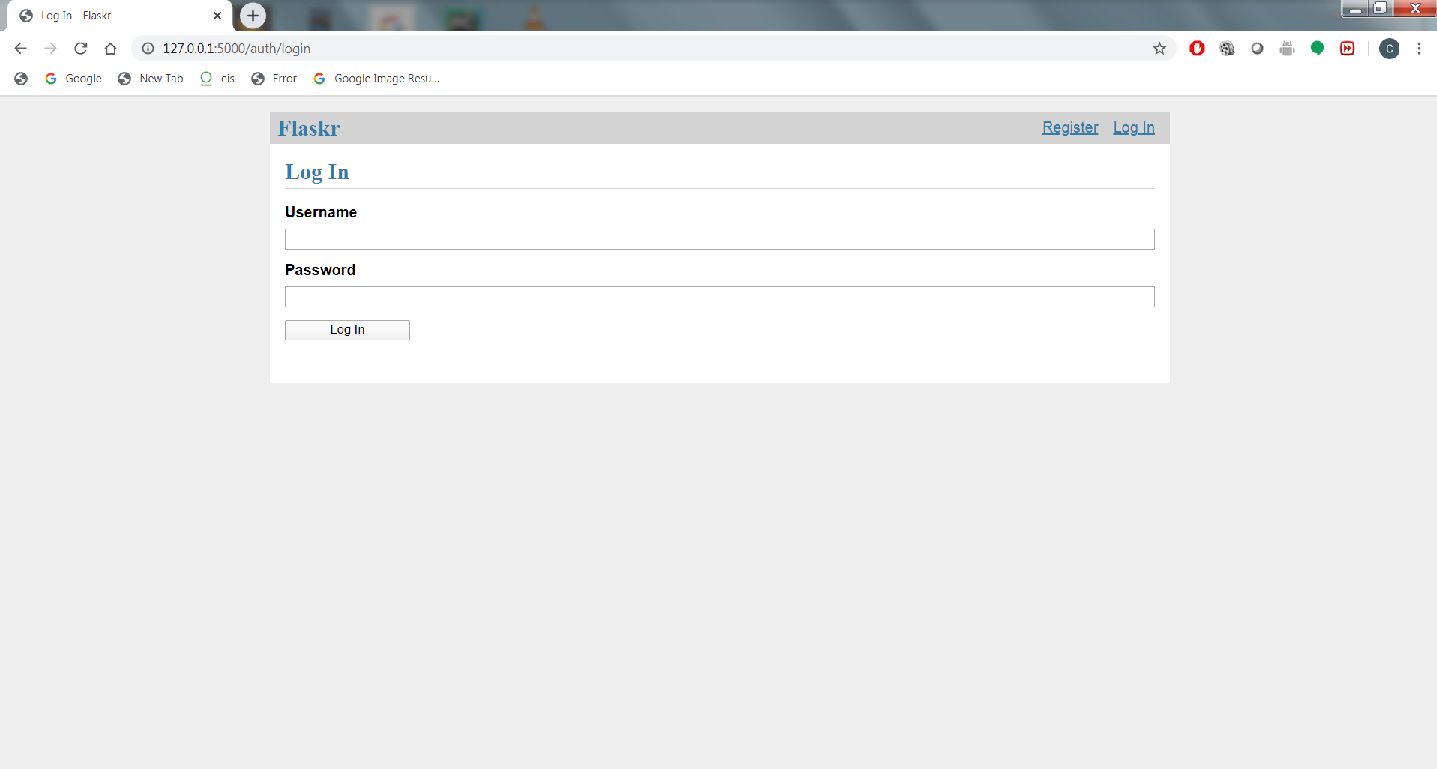 Log In - Flaskr
127.0.0.1:5000/auth/login
C
Google
New Tab
cis
Error
Google Image Resu...
Flaskr
Register
Log In
Log In
Username
Password
Log In